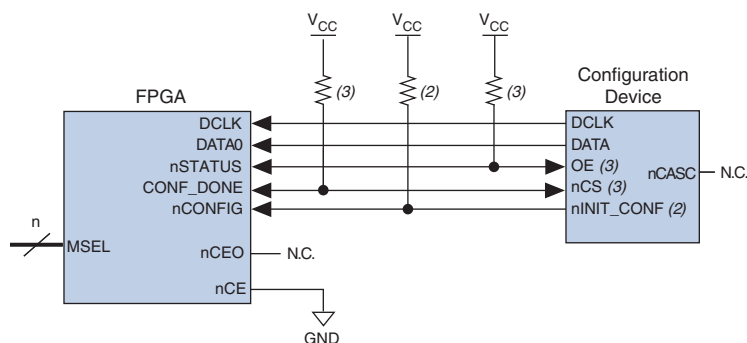 VCC
VCC
VCC
(3)
(2)
(3)
FPGA
Configuration
Device
DCLK
DCLK
DATA0
DATA
nSTATUS
OE (3)
nCASC
N.C.
CONF_DONE
nCS (3)
nCONFIG
nINIT_CONF (2)
n
MSEL
nCEO
N.C.
nCE
GND